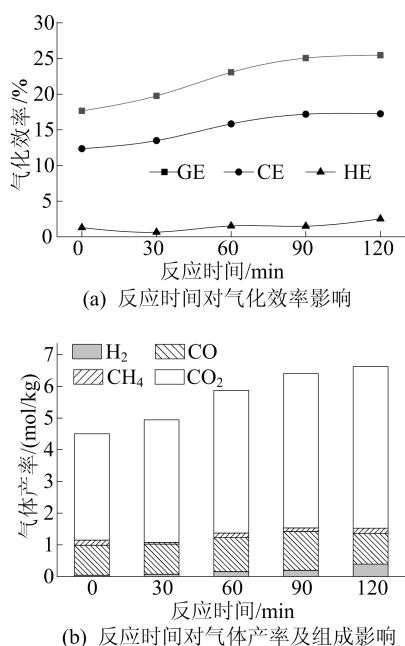 30
25
20
15
10
5
0
气化效率/%
GE CE HE
0 30 60 90 120
反应时间/min
(a) 反应时间对气化效率影响
H₂ CO
CH₄ CO₂
7
6
5
4
3
2
1
0
气体产率/(mol/kg)
0 30 60 90 120
反应时间/min
(b) 反应时间对气体产率及组成影响